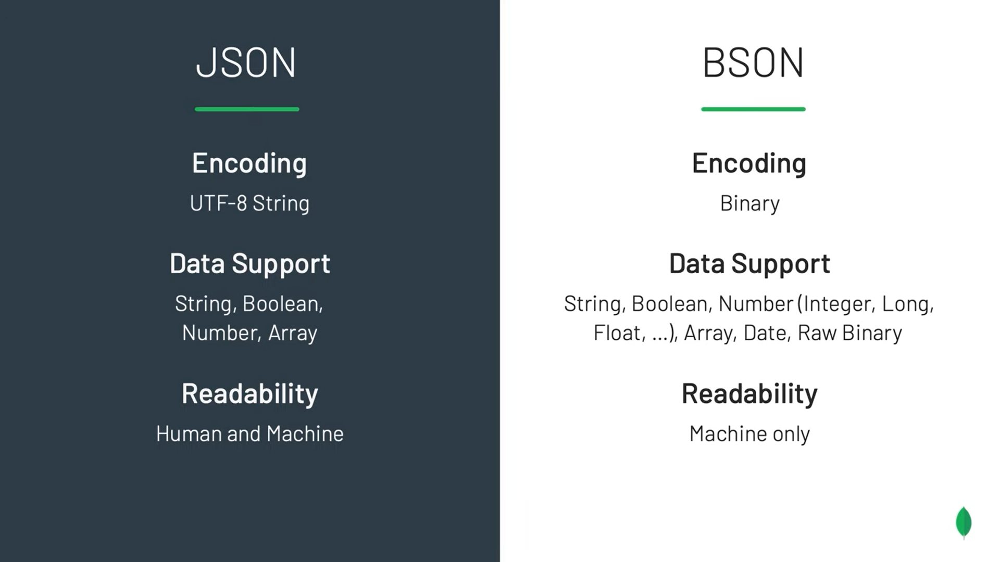 JSON
Encoding
UTF-8 String
Data Support
String, Boolean,
Number, Array
Readability
Human and Machine
BSON
Encoding
Binary
Data Support
String, Boolean, Number (Integer, Long,
Float, ...), Array, Date, Raw Binary
Readability
Machine only